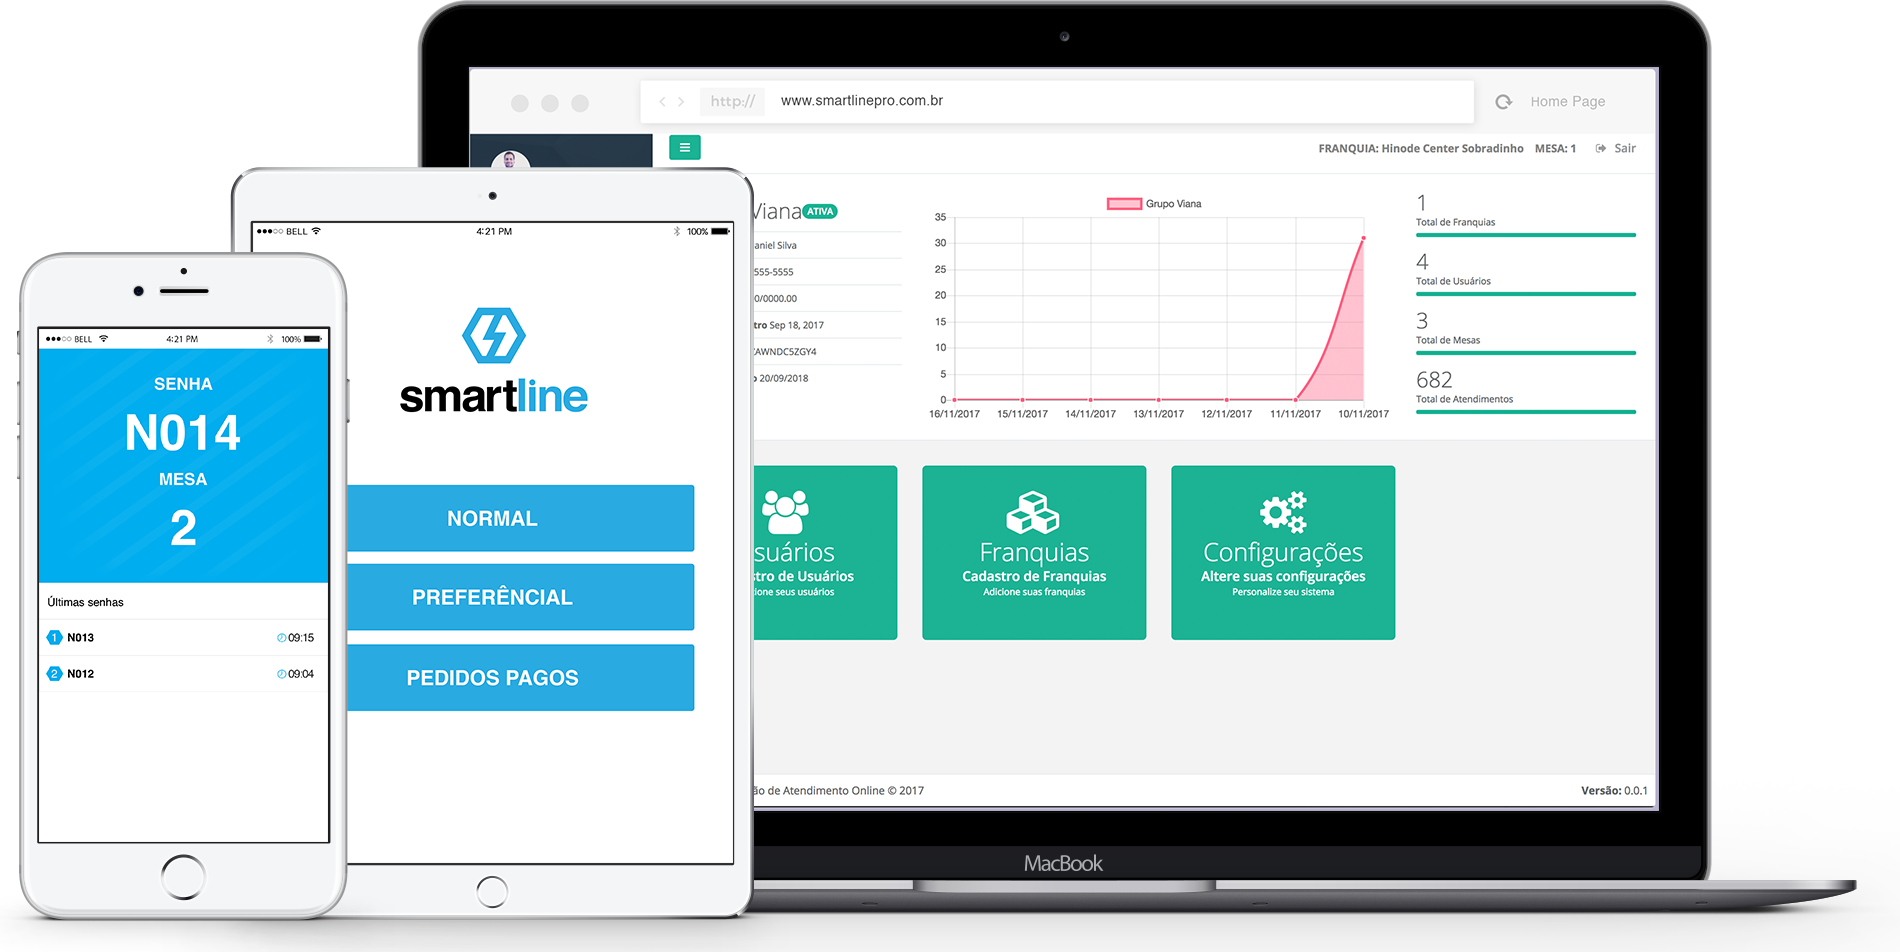 http://
www.smartlinepro.com.br
Home Page
FRANQUIA: Hinode Center Sobradinho MESA: 1 Sair
Viana ATIVA
aniel Silva
555-5555
0/0000.00
tro Sep 18, 2017
AWNDC5ZGY4
20/09/2018
Grupo Viana
35
30
25
20
15
10
5
0
16/11/2017 15/11/2017 14/11/2017 13/11/2017 12/11/2017 11/11/2017 10/11/2017
1
Total de Franquias
4
Total de Usuários
3
Total de Mesas
682
Total de Atendimentos
suários
stro de Usuários
ione seus usuários
Franquias
Cadastro de Franquias
Adicione suas franquias
Configurações
Altere suas configurações
Personalize seu sistema
ão de Atendimento Online © 2017
Versão: 0.0.1
MacBook
BELL 4:21 PM 100%
smartline
NORMAL
PREFERÊNCIAL
PEDIDOS PAGOS
BELL 4:21 PM 100%
SENHA
N014
MESA
2
Últimas senhas
1 N013 09:15
2 N012 09:04